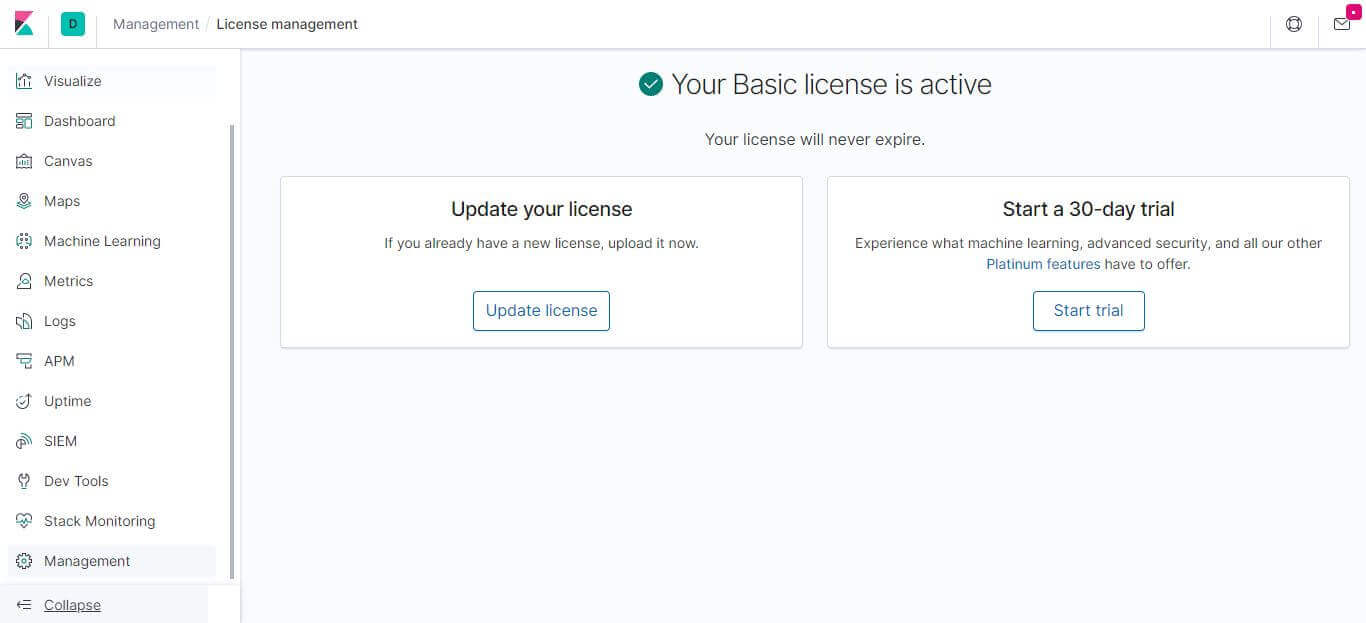 D Management / License management
Visualize
Dashboard
Canvas
Maps
Machine Learning
Metrics
Logs
APM
Uptime
SIEM
Dev Tools
Stack Monitoring
Management
Collapse
Your Basic license is active
Your license will never expire.
Update your license
If you already have a new license, upload it now.
Update license
Start a 30-day trial
Experience what machine learning, advanced security, and all our other
Platinum features have to offer.
Start trial